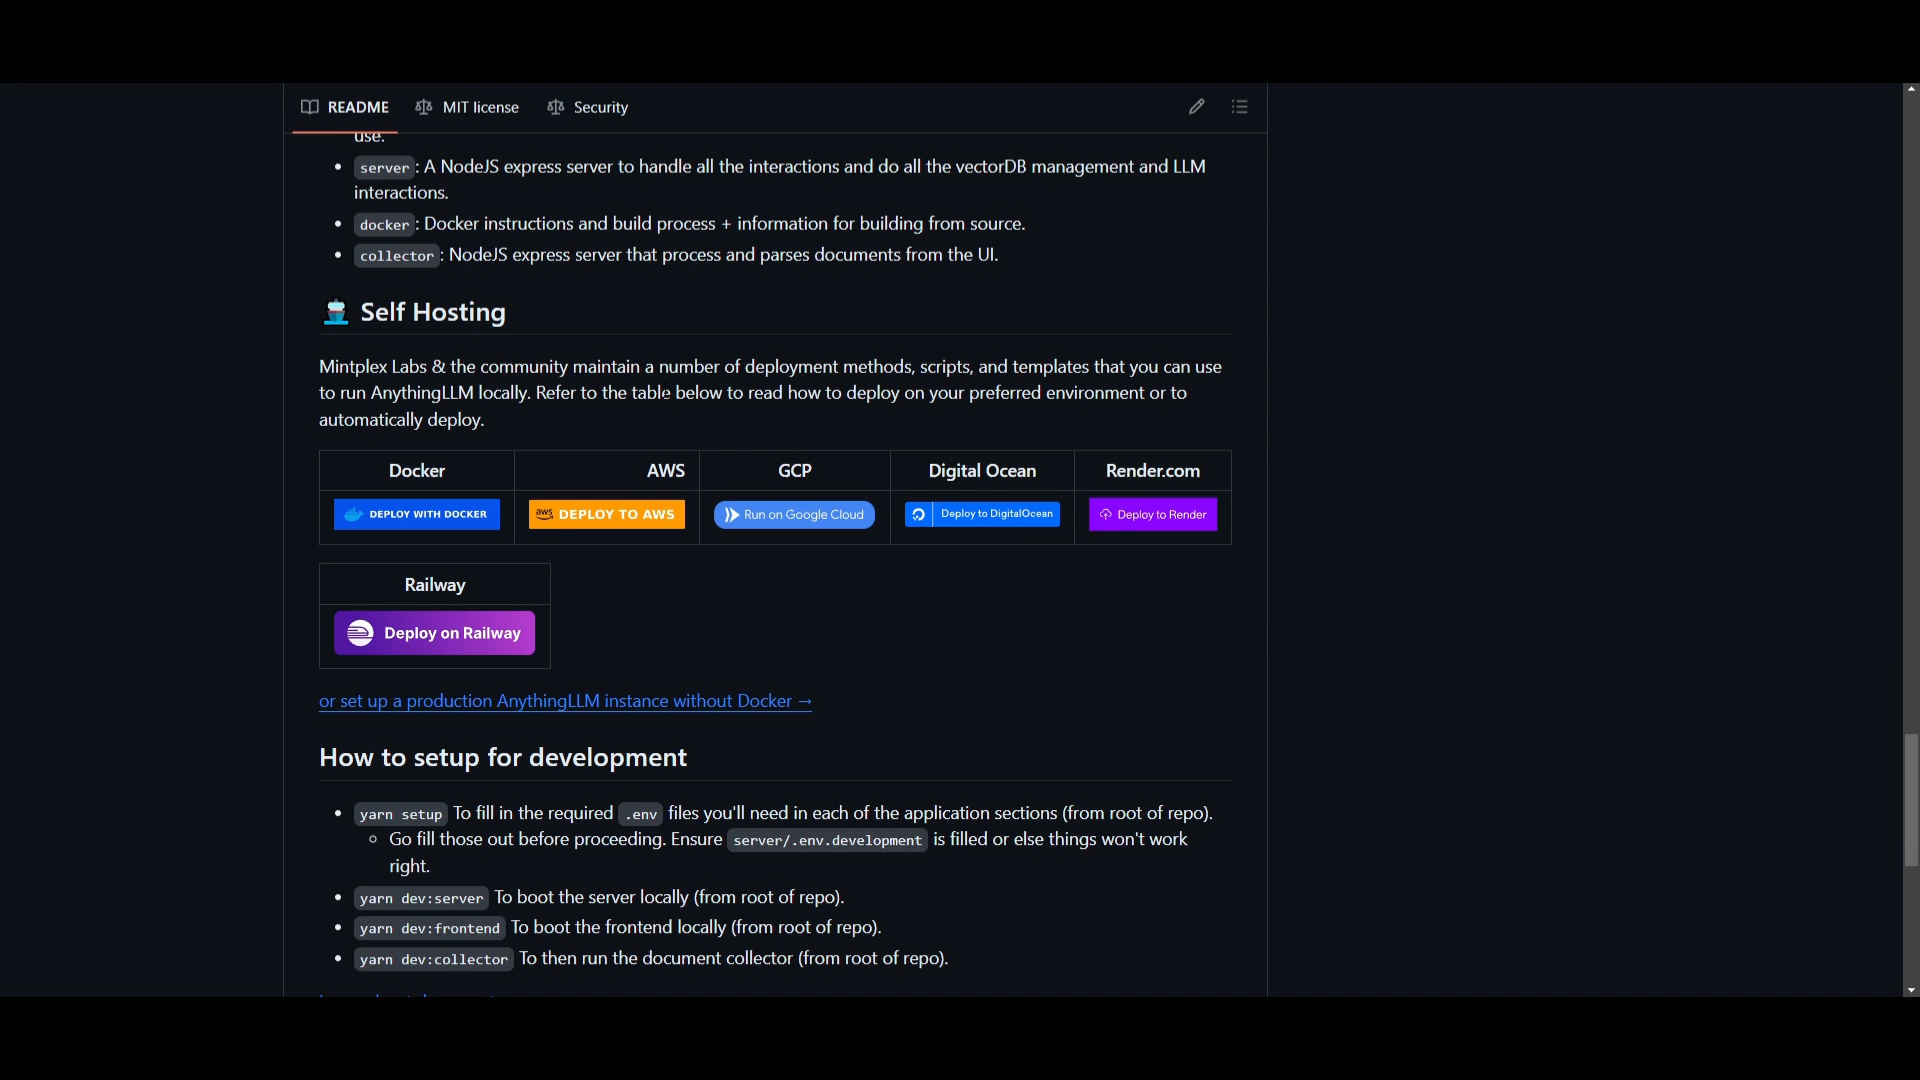 README MIT license Security
use.
server: A NodeJS express server to handle all the interactions and do all the vectorDB management and LLM
interactions.
docker: Docker instructions and build process + information for building from source.
collector: NodeJS express server that process and parses documents from the UI.
Self Hosting
Mintplex Labs & the community maintain a number of deployment methods, scripts, and templates that you can use
to run AnythingLLM locally. Refer to the table below to read how to deploy on your preferred environment or to
automatically deploy.
Docker AWS GCP Digital Ocean Render.com
DEPLOY WITH DOCKER aws DEPLOY TO AWS Run on Google Cloud Deploy to DigitalOcean Deploy to Render
Railway
Deploy on Railway
or set up a production AnythingLLM instance without Docker →
How to setup for development
yarn setup To fill in the required .env files you'll need in each of the application sections (from root of repo).
Go fill those out before proceeding. Ensure server/.env.development is filled or else things won't work
right.
yarn dev:server To boot the server locally (from root of repo).
yarn dev:frontend To boot the frontend locally (from root of repo).
yarn dev:collector To then run the document collector (from root of repo).